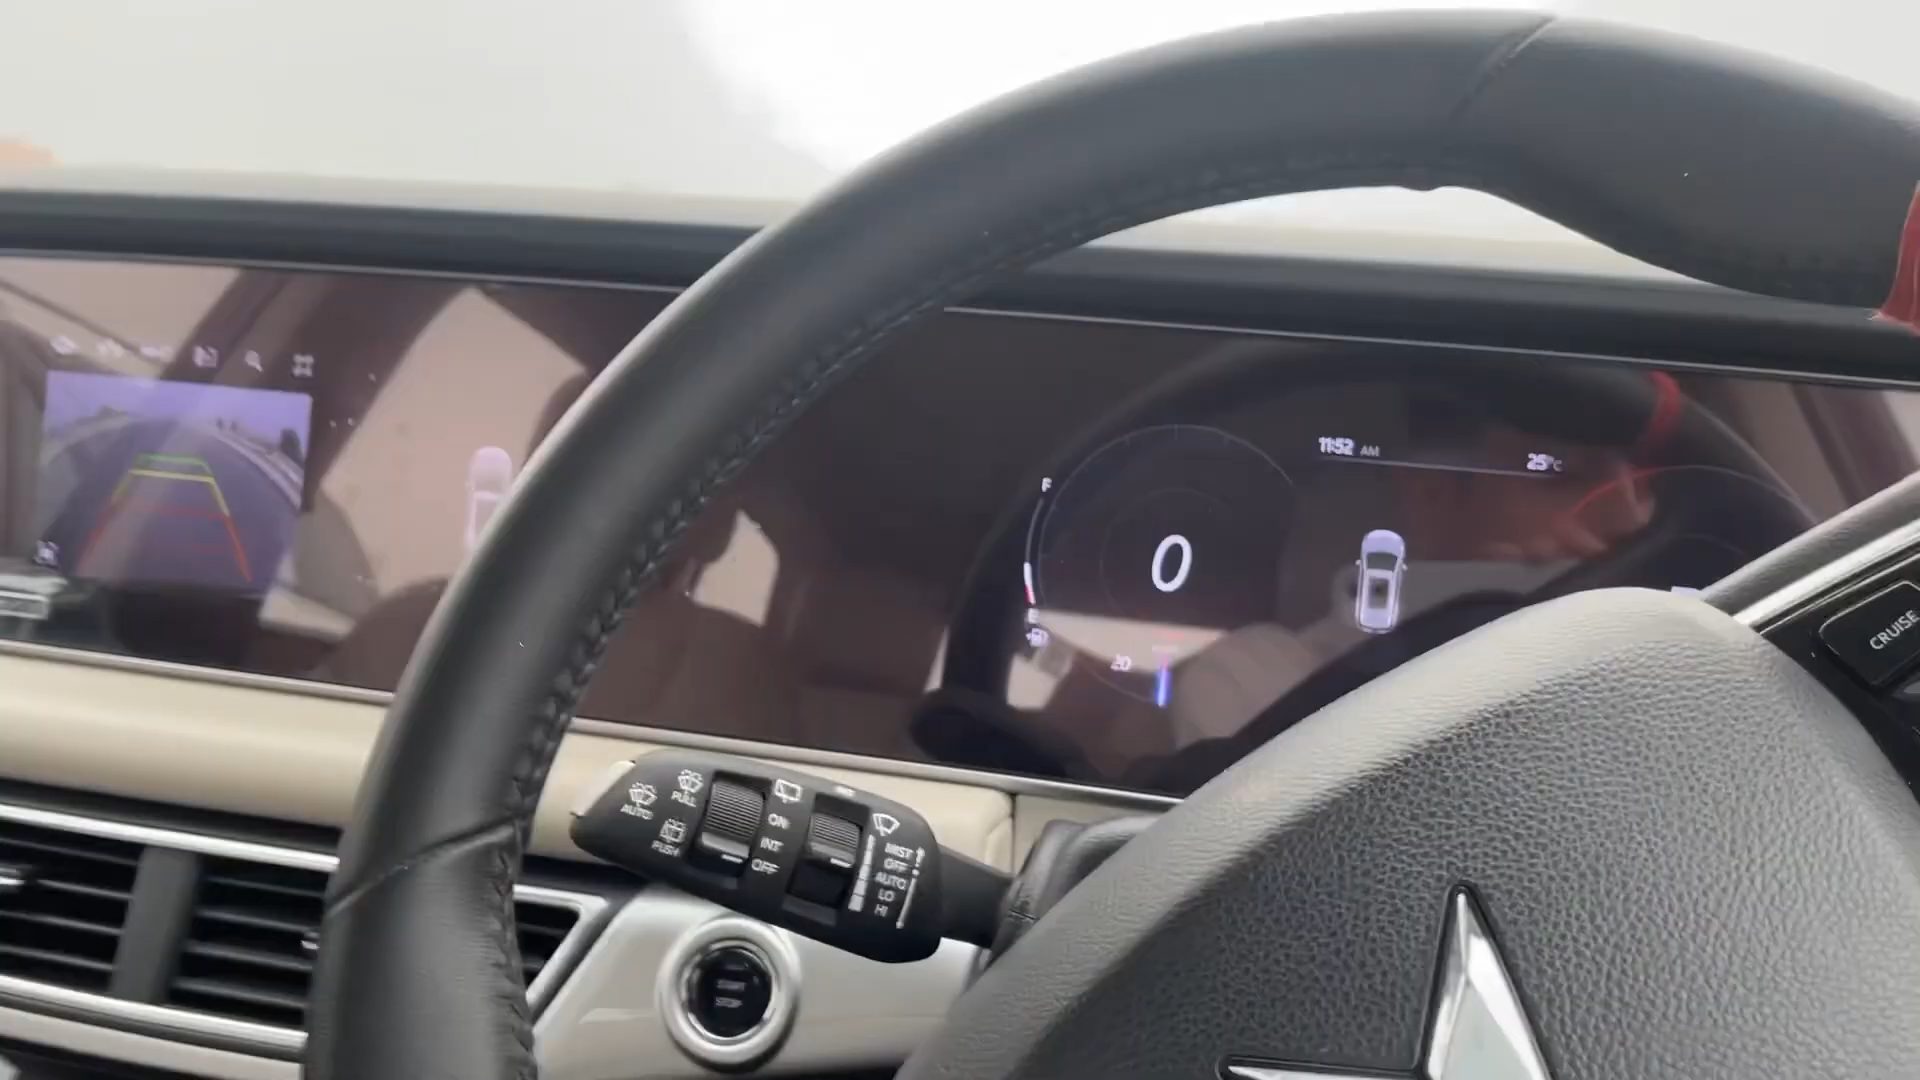 11:52 AM
25°C
F
0
E
20
CRUISE
AUTO
PULL
PUSH
ON
INT
OFF
MIST
OFF
AUTO
LO
HI
START
STOP